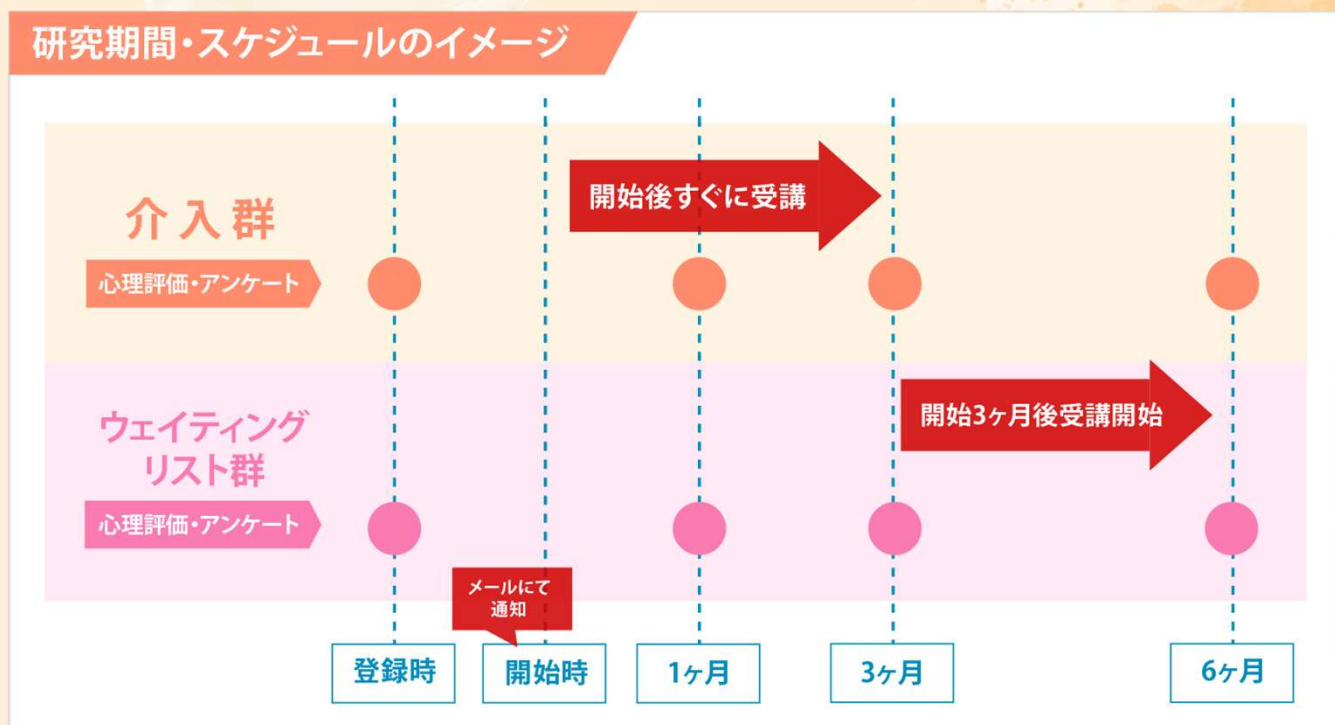 研究期間・スケジュールのイメージ
開始後すぐに受講
介入群
心理評価・アンケート
開始3ヶ月後受講開始
ウェイティング
リスト群
心理評価・アンケート
メールにて
通知
登録時
開始時
1ヶ月
3ヶ月
6ヶ月